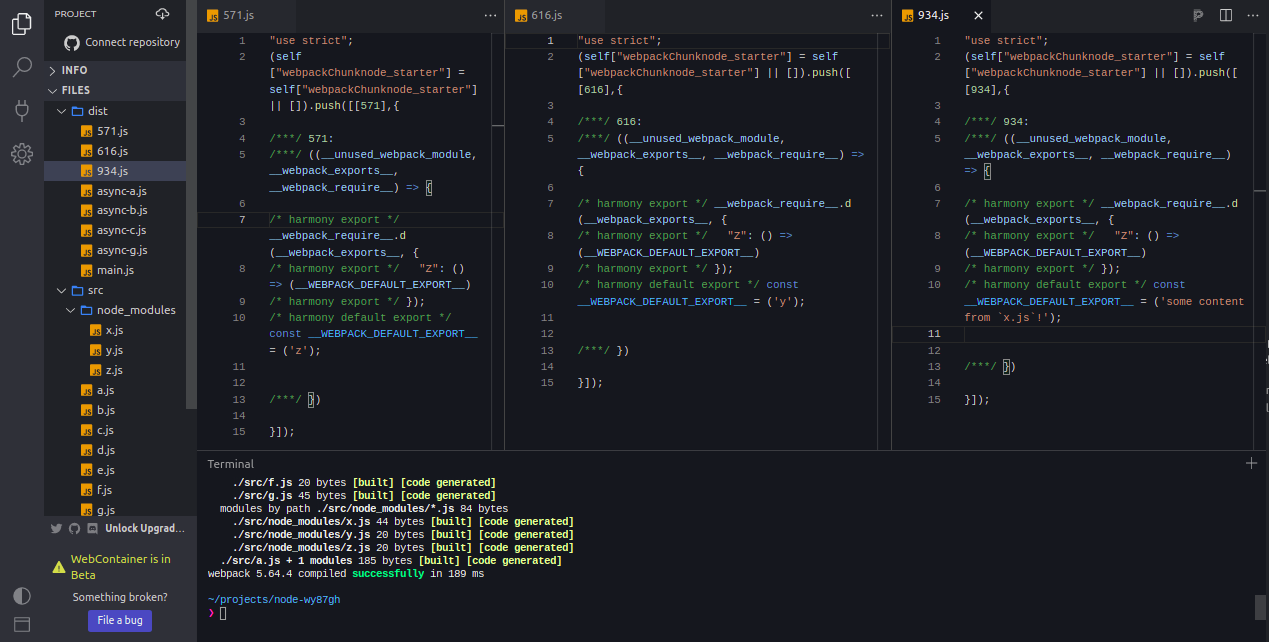 PROJECT
Connect repository
INFO
FILES
dist
571.js
616.js
934.js
async-a.js
async-b.js
async-c.js
async-g.js
main.js
src
node_modules
x.js
y.js
z.js
a.js
b.js
c.js
d.js
e.js
f.js
g.js
Unlock Upgrad...
WebContainer is in
Beta
Something broken?
File a bug
571.js
1 "use strict";
2 (self
["webpackChunknode_starter"] =
self["webpackChunknode_starter"]
|| []).push([[571],{
3
4 /***/ 571:
5 /***/ ((__unused_webpack_module,
__webpack_exports__,
__webpack_require__) => {
6
7 /* harmony export */
__webpack_require__.d
(__webpack_exports__, {
8 /* harmony export */   "Z": ()
=> (__WEBPACK_DEFAULT_EXPORT__)
9 /* harmony export */ });
10 /* harmony default export */
const __WEBPACK_DEFAULT_EXPORT__
= ('z');
11
12
13 /***/ })
14
15 }]);
616.js
1 "use strict";
2 (self["webpackChunknode_starter"] = self
["webpackChunknode_starter"] || []).push([
[616],{
3
4 /***/ 616:
5 /***/ ((__unused_webpack_module,
__webpack_exports__, __webpack_require__) =>
{
6
7 /* harmony export */ __webpack_require__.d
(__webpack_exports__, {
8 /* harmony export */   "Z": () =>
(__WEBPACK_DEFAULT_EXPORT__)
9 /* harmony export */ });
10 /* harmony default export */ const
__WEBPACK_DEFAULT_EXPORT__ = ('y');
11
12
13 /***/ })
14
15 }]);
934.js
1 "use strict";
2 (self["webpackChunknode_starter"] = self
["webpackChunknode_starter"] || []).push([
[934],{
3
4 /***/ 934:
5 /***/ ((__unused_webpack_module,
__webpack_exports__, __webpack_require__)
=> {
6
7 /* harmony export */ __webpack_require__.d
(__webpack_exports__, {
8 /* harmony export */   "Z": () =>
(__WEBPACK_DEFAULT_EXPORT__)
9 /* harmony export */ });
10 /* harmony default export */ const
__WEBPACK_DEFAULT_EXPORT__ = ('some content
from `x.js`!');
11
12
13 /***/ })
14
15 }]);
Terminal
./src/f.js 20 bytes [built] [code generated]
./src/g.js 45 bytes [built] [code generated]
modules by path ./src/node_modules/*.js 84 bytes
./src/node_modules/x.js 44 bytes [built] [code generated]
./src/node_modules/y.js 20 bytes [built] [code generated]
./src/node_modules/z.js 20 bytes [built] [code generated]
./src/a.js + 1 modules 185 bytes [built] [code generated]
webpack 5.64.4 compiled successfully in 189 ms
~/projects/node-wy87gh
❯